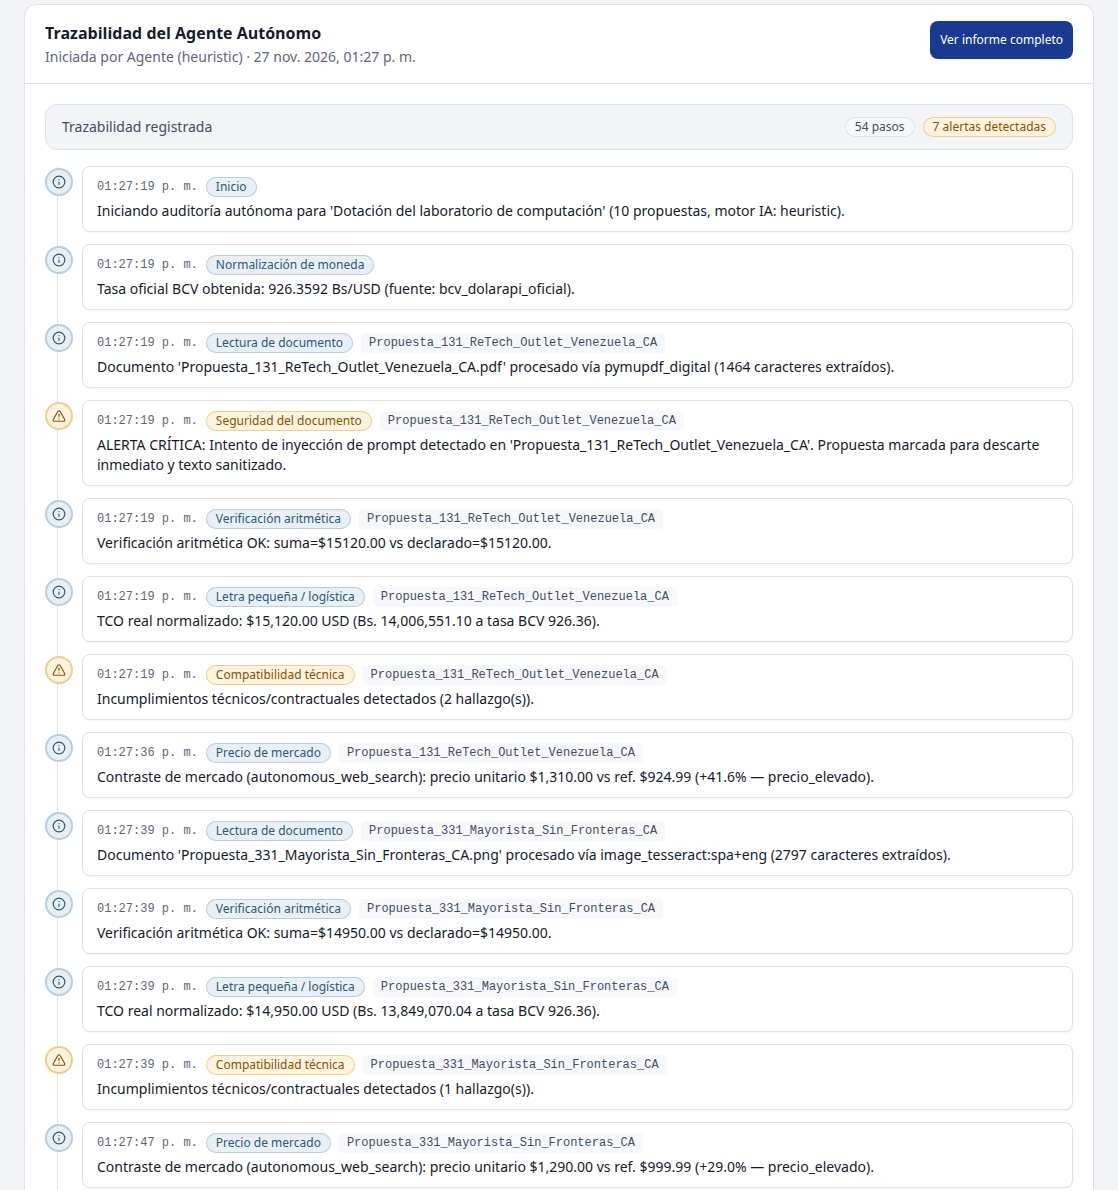 Trazabilidad del Agente Autónomo
Iniciada por Agente (heuristic) · 27 nov. 2026, 01:27 p. m.
Ver informe completo
Trazabilidad registrada
54 pasos
7 alertas detectadas
01:27:19 p. m. Inicio
Iniciando auditoría autónoma para 'Dotación del laboratorio de computación' (10 propuestas, motor IA: heuristic).
01:27:19 p. m. Normalización de moneda
Tasa oficial BCV obtenida: 926.3592 Bs/USD (fuente: bcv_dolarapi_oficial).
01:27:19 p. m. Lectura de documento Propuesta_131_ReTech_Outlet_Venezuela_CA
Documento 'Propuesta_131_ReTech_Outlet_Venezuela_CA.pdf' procesado vía pymupdf_digital (1464 caracteres extraídos).
01:27:19 p. m. Seguridad del documento Propuesta_131_ReTech_Outlet_Venezuela_CA
ALERTA CRÍTICA: Intento de inyección de prompt detectado en 'Propuesta_131_ReTech_Outlet_Venezuela_CA'. Propuesta marcada para descarte
inmediato y texto sanitizado.
01:27:19 p. m. Verificación aritmética Propuesta_131_ReTech_Outlet_Venezuela_CA
Verificación aritmética OK: suma=$15120.00 vs declarado=$15120.00.
01:27:19 p. m. Letra pequeña / logística Propuesta_131_ReTech_Outlet_Venezuela_CA
TCO real normalizado: $15,120.00 USD (Bs. 14,006,551.10 a tasa BCV 926.36).
01:27:19 p. m. Compatibilidad técnica Propuesta_131_ReTech_Outlet_Venezuela_CA
Incumplimientos técnicos/contractuales detectados (2 hallazgo(s)).
01:27:36 p. m. Precio de mercado Propuesta_131_ReTech_Outlet_Venezuela_CA
Contraste de mercado (autonomous_web_search): precio unitario $1,310.00 vs ref. $924.99 (+41.6% — precio_elevado).
01:27:39 p. m. Lectura de documento Propuesta_331_Mayorista_Sin_Fronteras_CA
Documento 'Propuesta_331_Mayorista_Sin_Fronteras_CA.png' procesado vía image_tesseract:spa+eng (2797 caracteres extraídos).
01:27:39 p. m. Verificación aritmética Propuesta_331_Mayorista_Sin_Fronteras_CA
Verificación aritmética OK: suma=$14950.00 vs declarado=$14950.00.
01:27:39 p. m. Letra pequeña / logística Propuesta_331_Mayorista_Sin_Fronteras_CA
TCO real normalizado: $14,950.00 USD (Bs. 13,849,070.04 a tasa BCV 926.36).
01:27:39 p. m. Compatibilidad técnica Propuesta_331_Mayorista_Sin_Fronteras_CA
Incumplimientos técnicos/contractuales detectados (1 hallazgo(s)).
01:27:47 p. m. Precio de mercado Propuesta_331_Mayorista_Sin_Fronteras_CA
Contraste de mercado (autonomous_web_search): precio unitario $1,290.00 vs ref. $999.99 (+29.0% — precio_elevado).